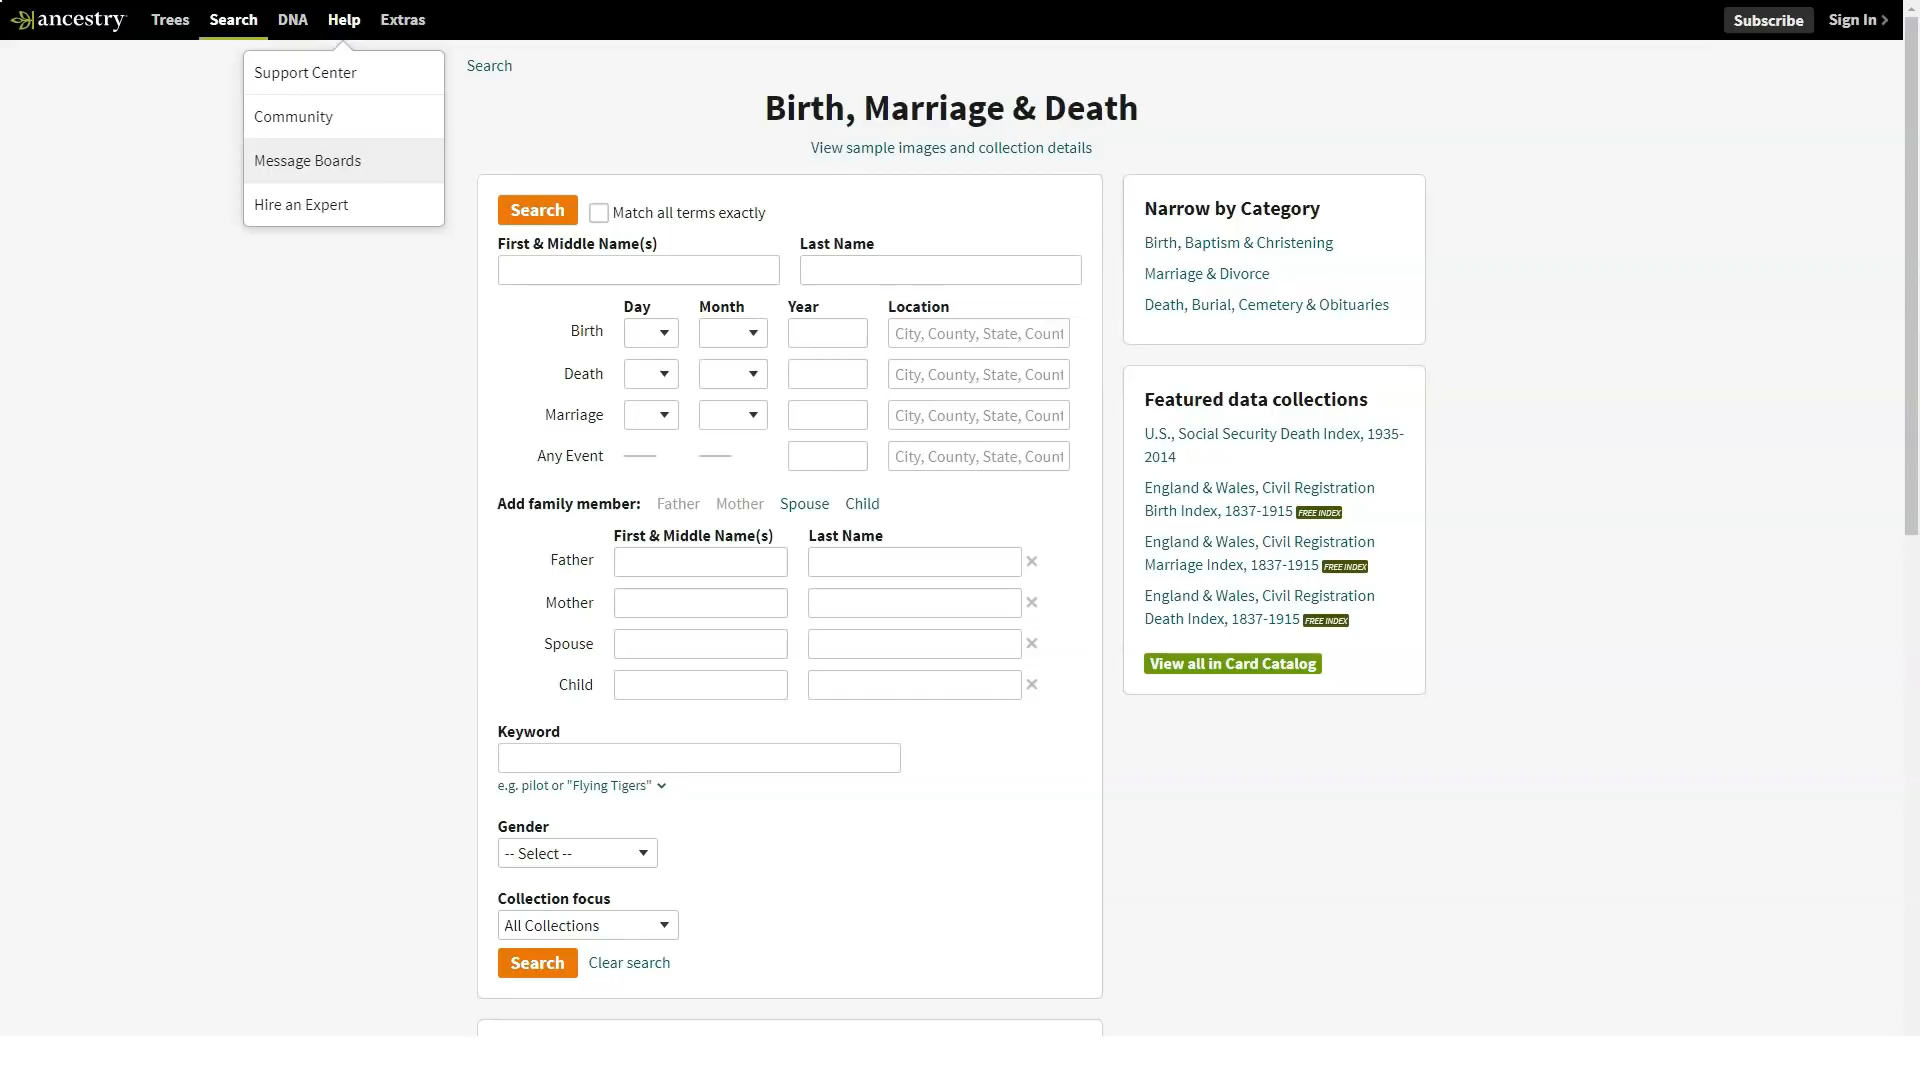 ancestry Trees Search DNA Help Extras Subscribe Sign In
Support Center
Community
Message Boards
Hire an Expert
Search
Birth, Marriage & Death
View sample images and collection details
Search Match all terms exactly
First & Middle Name(s) Last Name
Day Month Year Location
Birth City, County, State, Count
Death City, County, State, Count
Marriage City, County, State, Count
Any Event City, County, State, Count
Add family member: Father Mother Spouse Child
First & Middle Name(s) Last Name
Father
Mother
Spouse
Child
Keyword
e.g. pilot or "Flying Tigers"
Gender
-- Select --
Collection focus
All Collections
Search Clear search
Narrow by Category
Birth, Baptism & Christening
Marriage & Divorce
Death, Burial, Cemetery & Obituaries
Featured data collections
U.S., Social Security Death Index, 1935-
2014
England & Wales, Civil Registration
Birth Index, 1837-1915 FREE INDEX
England & Wales, Civil Registration
Marriage Index, 1837-1915 FREE INDEX
England & Wales, Civil Registration
Death Index, 1837-1915 FREE INDEX
View all in Card Catalog